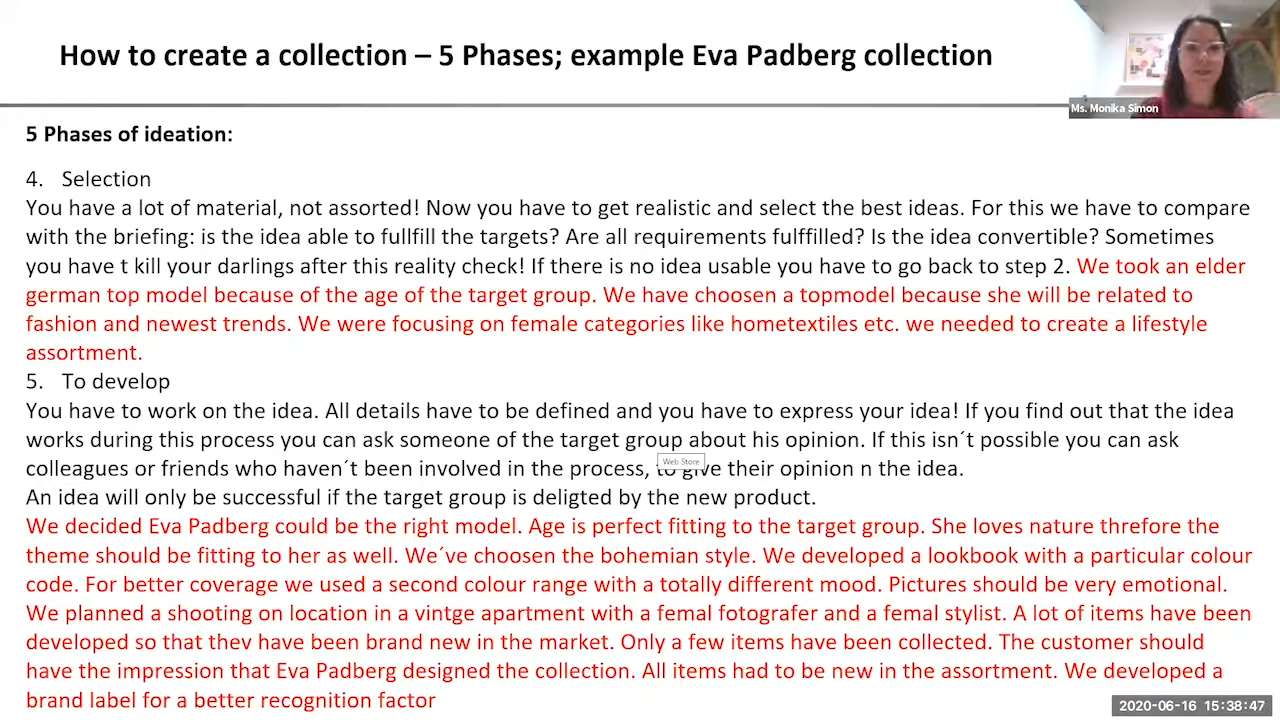 How to create a collection – 5 Phases; example Eva Padberg collection
Ms. Monika Simon
5 Phases of ideation:
4. Selection
You have a lot of material, not assorted! Now you have to get realistic and select the best ideas. For this we have to compare
with the briefing: is the idea able to fullfill the targets? Are all requirements fulffilled? Is the idea convertible? Sometimes
you have t kill your darlings after this reality check! If there is no idea usable you have to go back to step 2. We took an elder
german top model because of the age of the target group. We have choosen a topmodel because she will be related to
fashion and newest trends. We were focusing on female categories like hometextiles etc. we needed to create a lifestyle
assortment.
5. To develop
You have to work on the idea. All details have to be defined and you have to express your idea! If you find out that the idea
works during this process you can ask someone of the target group about his opinion. If this isn´t possible you can ask
Web Store
colleagues or friends who haven´t been involved in the process, to give their opinion n the idea.
An idea will only be successful if the target group is deligted by the new product.
We decided Eva Padberg could be the right model. Age is perfect fitting to the target group. She loves nature threfore the
theme should be fitting to her as well. We´ve choosen the bohemian style. We developed a lookbook with a particular colour
code. For better coverage we used a second colour range with a totally different mood. Pictures should be very emotional.
We planned a shooting on location in a vintge apartment with a femal fotografer and a femal stylist. A lot of items have been
developed so that they have been brand new in the market. Only a few items have been collected. The customer should
have the impression that Eva Padberg designed the collection. All items had to be new in the assortment. We developed a
brand label for a better recognition factor
2020-06-16 15:38:47